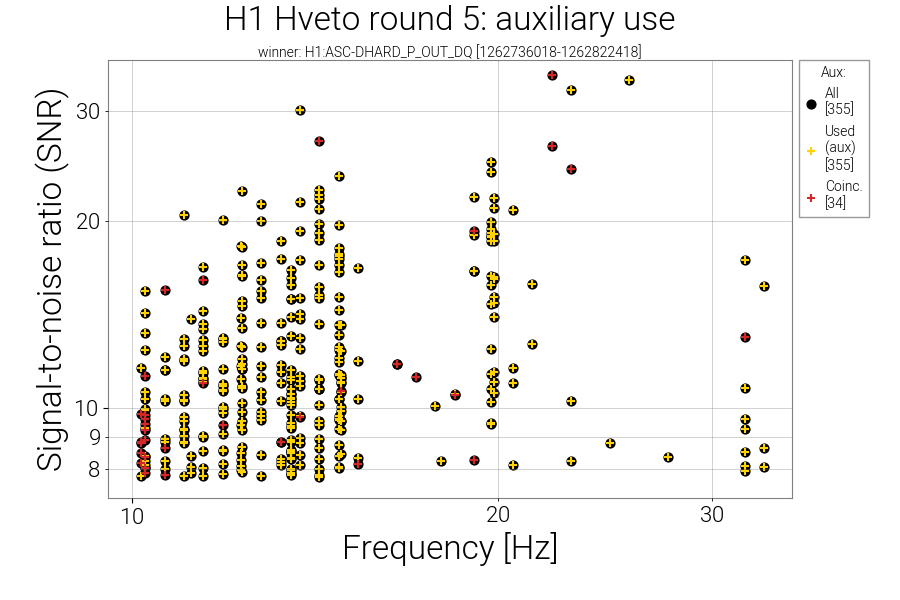 H1 Hveto round 5: auxiliary use
winner: H1:ASC-DHARD_P_OUT_DQ [1262736018-1262822418]
Signal-to-noise ratio (SNR)
30
20
10
9
8
10
20
30
Frequency [Hz]
Aux:
All
[355]
Used
(aux)
[355]
Coinc.
[34]